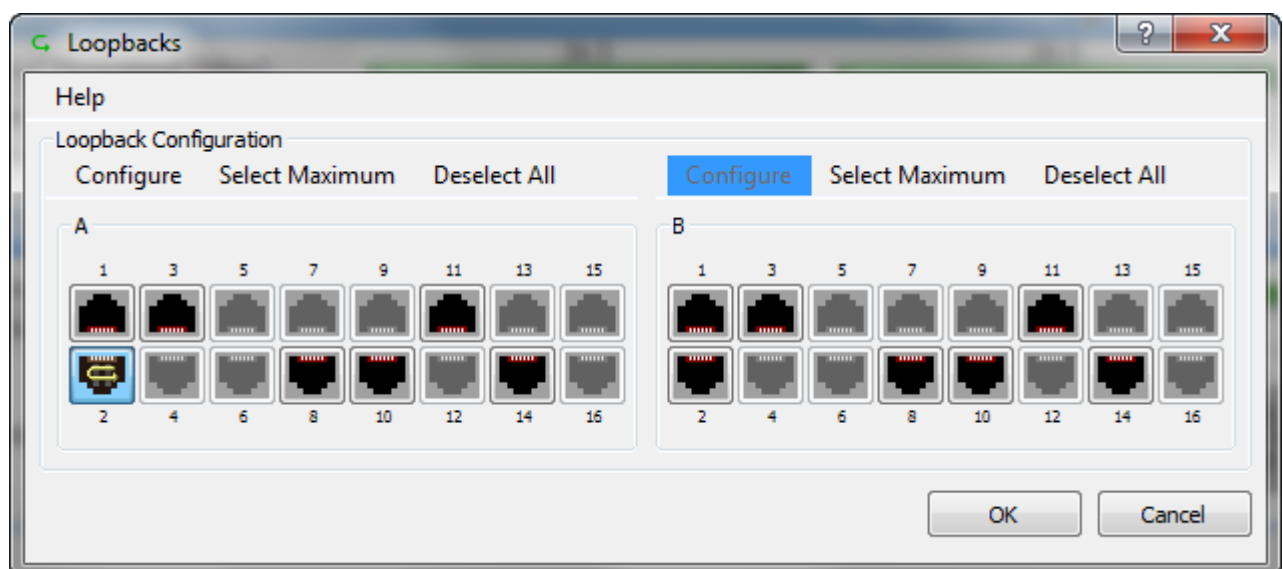 Loopbacks
?
Help
Loopback Configuration
Configure Select Maximum Deselect All Configure Select Maximum Deselect All
A B
1 3 5 7 9 11 13 15 1 3 5 7 9 11 13 15
2 4 6 8 10 12 14 16 2 4 6 8 10 12 14 16
OK Cancel